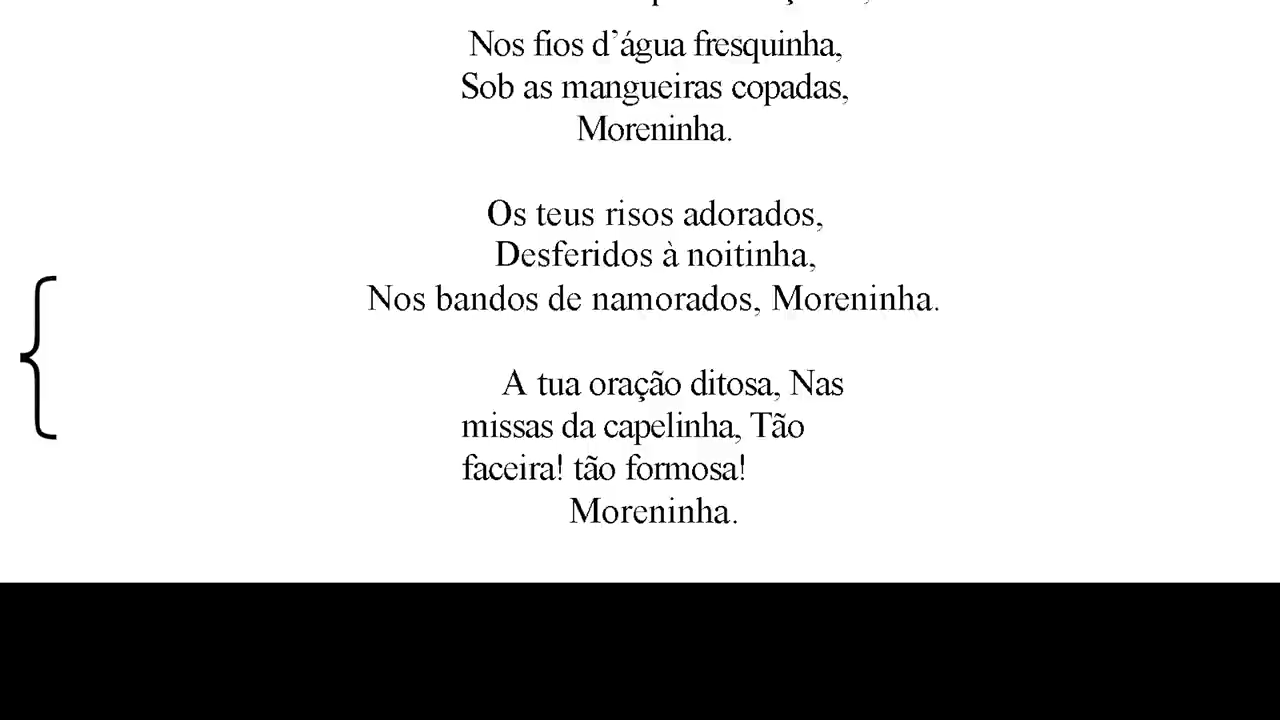 Nos fios d’água fresquinha,
Sob as mangueiras copadas,
Moreninha.
Os teus risos adorados,
Desferidos à noitinha,
Nos bandos de namorados, Moreninha.
A tua oração ditosa, Nas
missas da capelinha, Tão
faceira! tão formosa!
Moreninha.